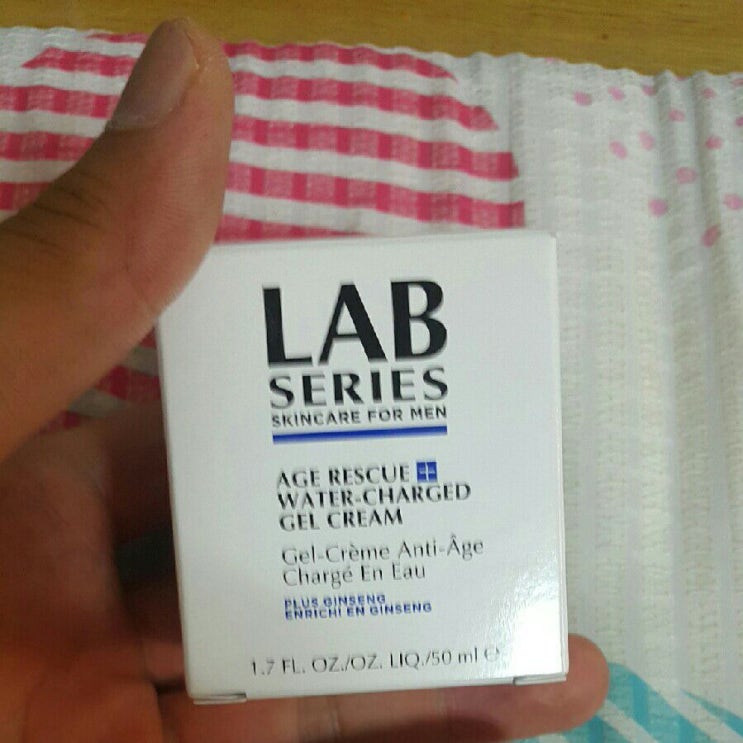 LAB
SERIES
SKINCARE FOR MEN
AGE RESCUE +
WATER-CHARGED
GEL CREAM
Gel-Crème Anti-Âge
Chargé En Eau
PLUS GINSENG
ENRICHI EN GINSENG
1.7 FL. OZ./OZ. LIQ./50 ml ℮